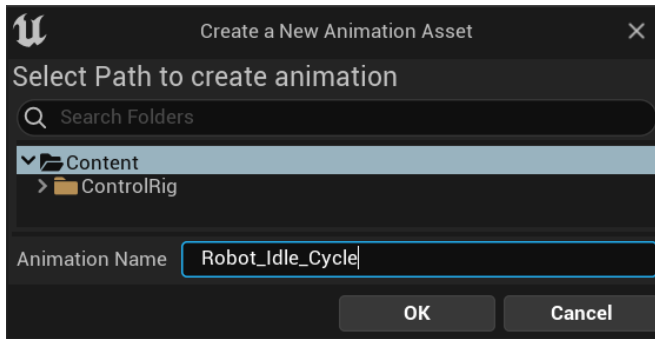 Create a New Animation Asset
Select Path to create animation
Search Folders
Content
ControlRig
Animation Name Robot_Idle_Cycle
OK Cancel